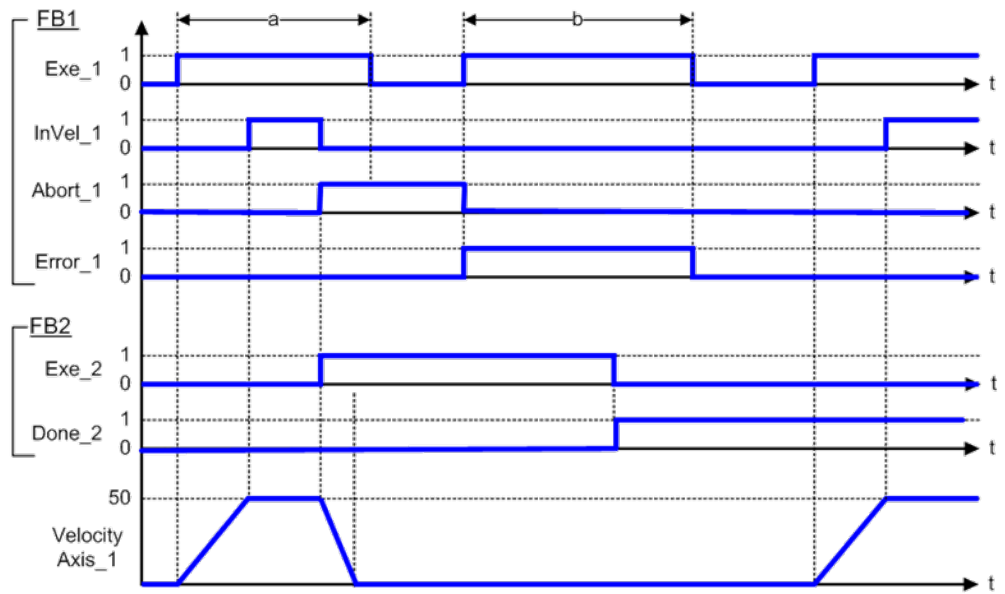 FB1
a
b
Exe_1
1
0
t
InVel_1
1
0
t
Abort_1
1
0
t
Error_1
1
0
t
FB2
Exe_2
1
0
t
Done_2
1
0
t
50
Velocity
Axis_1
t